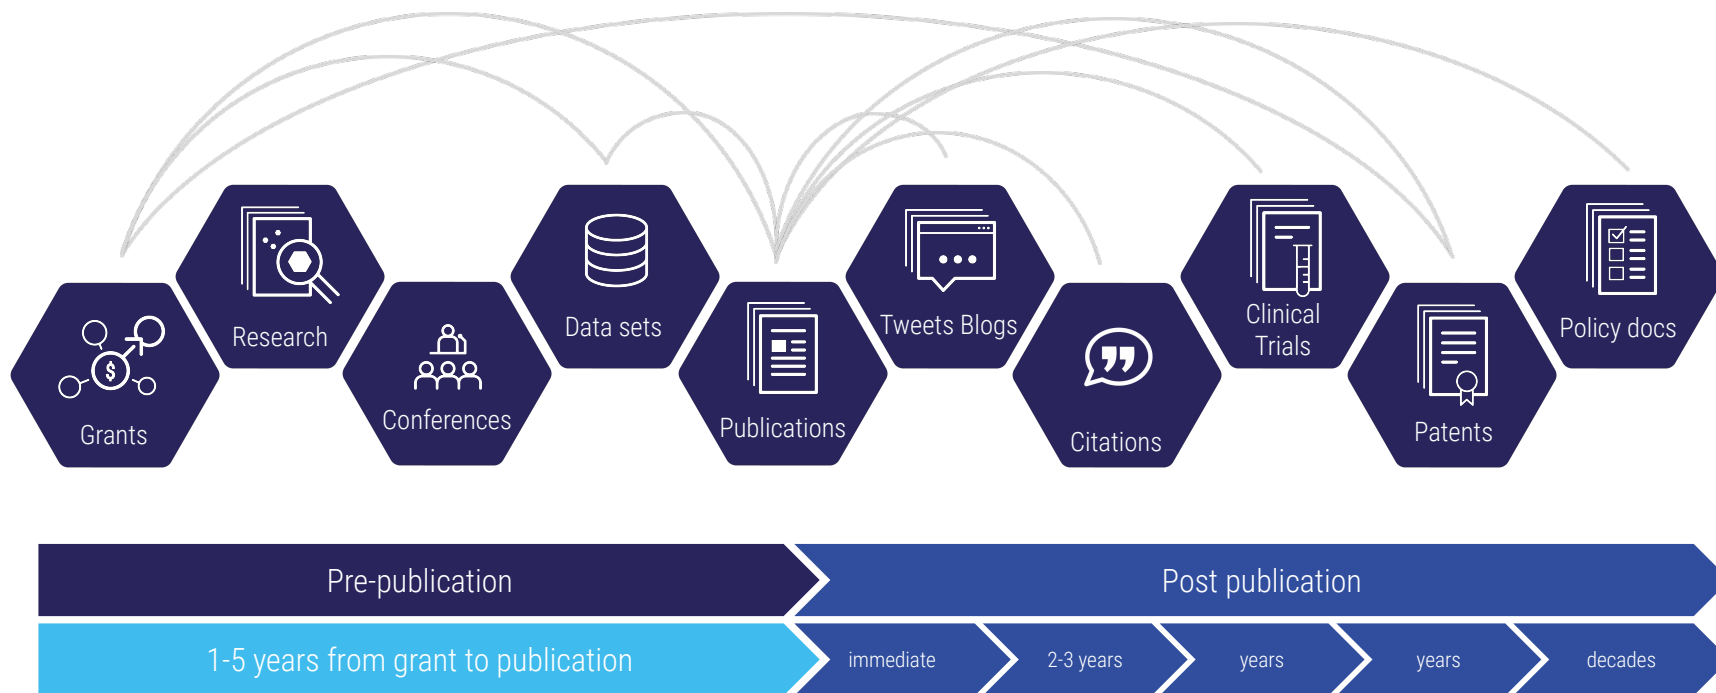 Grants
Research
Conferences
Data sets
Publications
Tweets Blogs
Citations
Clinical
Trials
Patents
Policy docs
$
Pre-publication
Post publication
1-5 years from grant to publication
immediate
2-3 years
years
years
decades